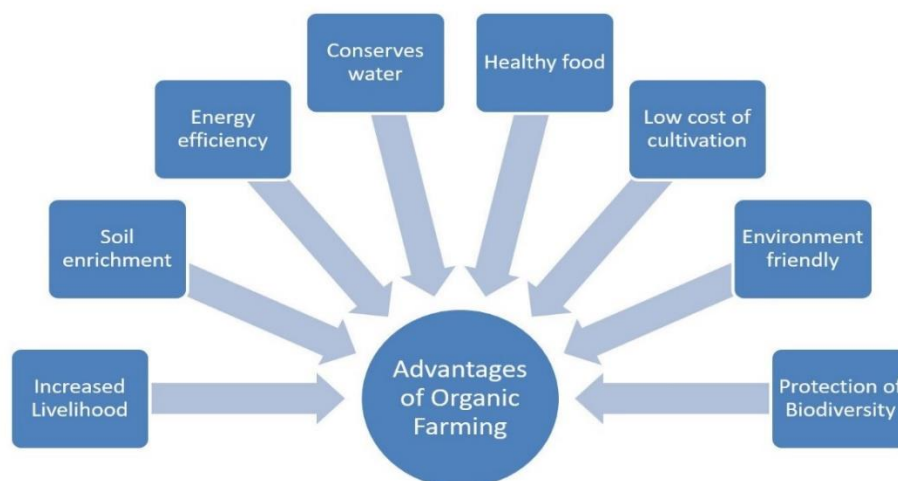 Increased
Livelihood
Soil
enrichment
Energy
efficiency
Conserves
water
Healthy food
Low cost of
cultivation
Environment
friendly
Protection of
Biodiversity
Advantages
of Organic
Farming